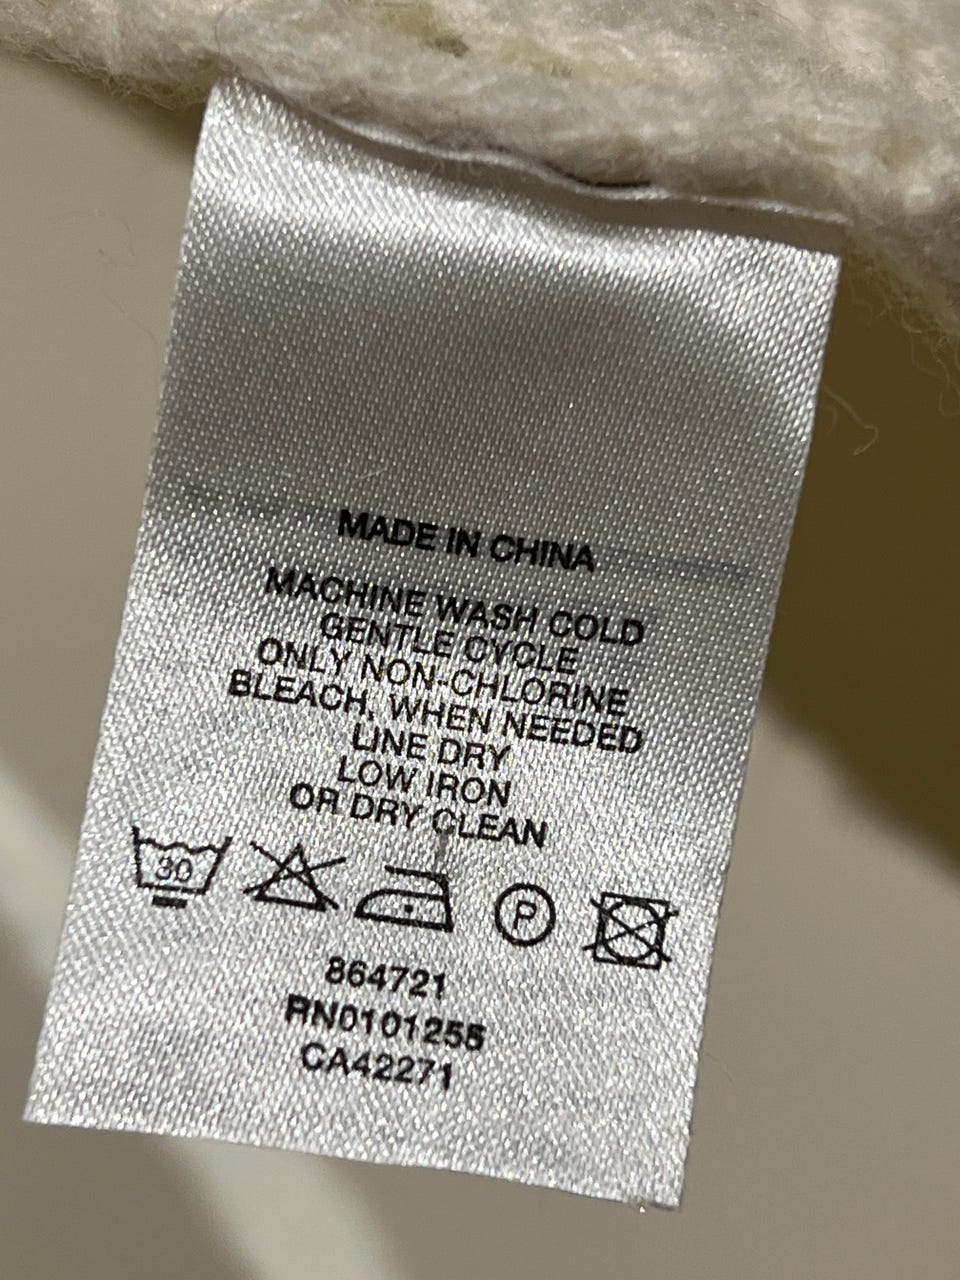 MADE IN CHINA
MACHINE WASH COLD
GENTLE CYCLE
ONLY NON-CHLORINE
BLEACH, WHEN NEEDED
LINE DRY
LOW IRON
OR DRY CLEAN
30 P
864721
RN0101255
CA42271